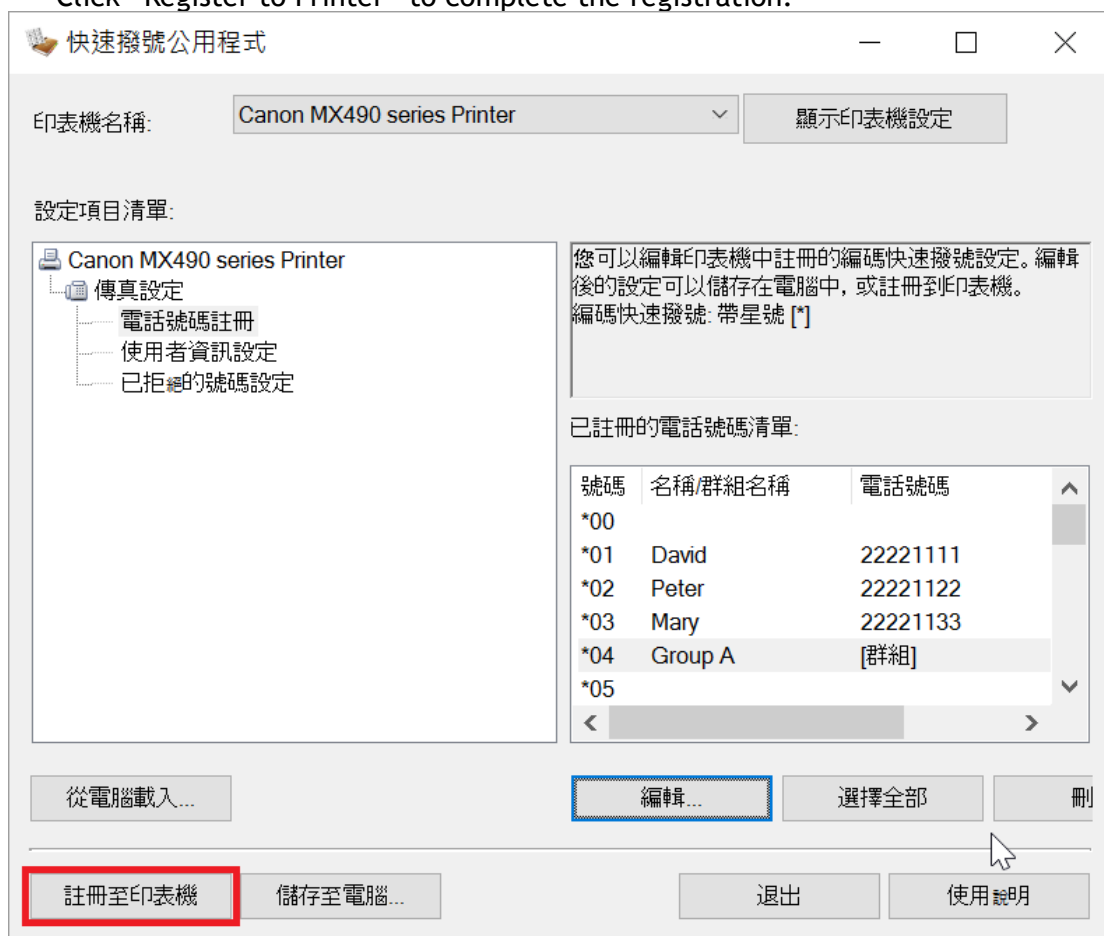 Click "Register to Printer" to complete the registration.
快速撥號公用程式
印表機名稱: Canon MX490 series Printer 顯示印表機設定
設定項目清單:
Canon MX490 series Printer
傳真設定
電話號碼註冊
使用者資訊設定
已拒絕的號碼設定
您可以編輯印表機中註冊的編碼快速撥號設定。編輯
後的設定可以儲存在電腦中, 或註冊到印表機。
編碼快速撥號: 帶星號 [*]
已註冊的電話號碼清單:
號碼 名稱/群組名稱 電話號碼
*00
*01 David 22221111
*02 Peter 22221122
*03 Mary 22221133
*04 Group A [群組]
*05
從電腦載入... 編輯... 選擇全部 刪
註冊至印表機 儲存至電腦... 退出 使用說明